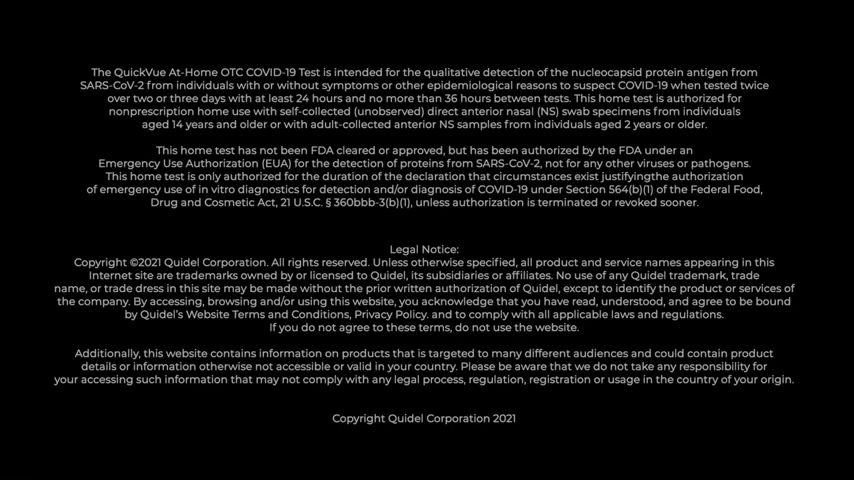 The QuickVue At-Home OTC COVID-19 Test is intended for the qualitative detection of the nucleocapsid protein antigen from
SARS-CoV-2 from individuals with or without symptoms or other epidemiological reasons to suspect COVID-19 when tested twice
over two or three days with at least 24 hours and no more than 36 hours between tests. This home test is authorized for
nonprescription home use with self-collected (unobserved) direct anterior nasal (NS) swab specimens from individuals
aged 14 years and older or with adult-collected anterior NS samples from individuals aged 2 years or older.
This home test has not been FDA cleared or approved, but has been authorized by the FDA under an
Emergency Use Authorization (EUA) for the detection of proteins from SARS-CoV-2, not for any other viruses or pathogens.
This home test is only authorized for the duration of the declaration that circumstances exist justifyingthe authorization
of emergency use of in vitro diagnostics for detection and/or diagnosis of COVID-19 under Section 564(b)(1) of the Federal Food,
Drug and Cosmetic Act, 21 U.S.C. § 360bbb-3(b)(1), unless authorization is terminated or revoked sooner.
Legal Notice:
Copyright ©2021 Quidel Corporation. All rights reserved. Unless otherwise specified, all product and service names appearing in this
Internet site are trademarks owned by or licensed to Quidel, its subsidiaries or affiliates. No use of any Quidel trademark, trade
name, or trade dress in this site may be made without the prior written authorization of Quidel, except to identify the product or services of
the company. By accessing, browsing and/or using this website, you acknowledge that you have read, understood, and agree to be bound
by Quidel's Website Terms and Conditions, Privacy Policy. and to comply with all applicable laws and regulations.
If you do not agree to these terms, do not use the website.
Additionally, this website contains information on products that is targeted to many different audiences and could contain product
details or information otherwise not accessible or valid in your country. Please be aware that we do not take any responsibility for
your accessing such information that may not comply with any legal process, regulation, registration or usage in the country of your origin.
Copyright Quidel Corporation 2021